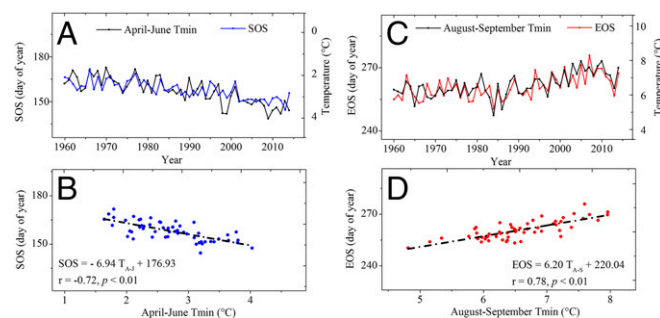 A
April-June Tmin
SOS
SOS (day of year)
180
150
0
2
4
Temperature (°C)
1960
1970
1980
1990
2000
2010
Year
C
August-September Tmin
EOS
EOS (day of year)
270
240
10
8
6
4
2
Temperature (°C)
1960
1970
1980
1990
2000
2010
Year
B
SOS (day of year)
180
150
SOS = - 6.94 T A-J + 176.93
r = -0.72, p < 0.01
1
2
3
4
April-June Tmin (°C)
D
EOS (day of year)
270
240
EOS = 6.20 T A-S + 220.04
r = 0.78, p < 0.01
5
6
7
8
August-September Tmin (°C)